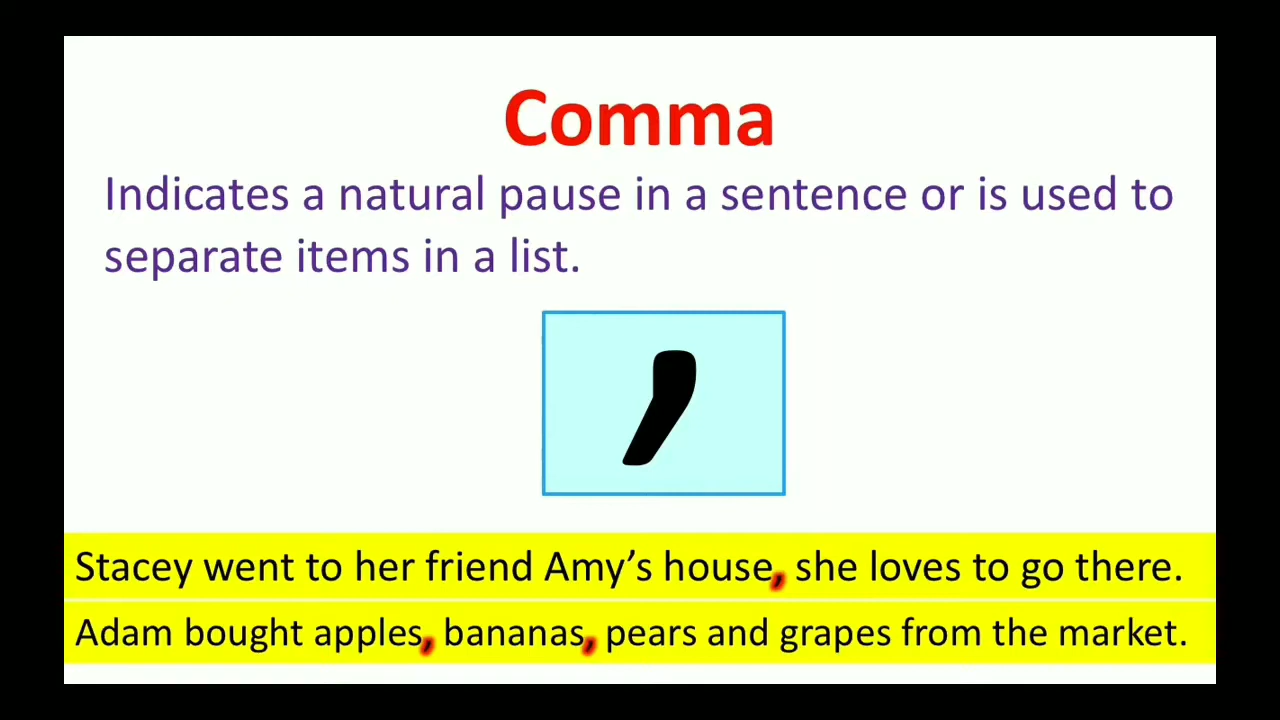 Comma
Indicates a natural pause in a sentence or is used to
separate items in a list.
,
Stacey went to her friend Amy’s house, she loves to go there.
Adam bought apples, bananas, pears and grapes from the market.